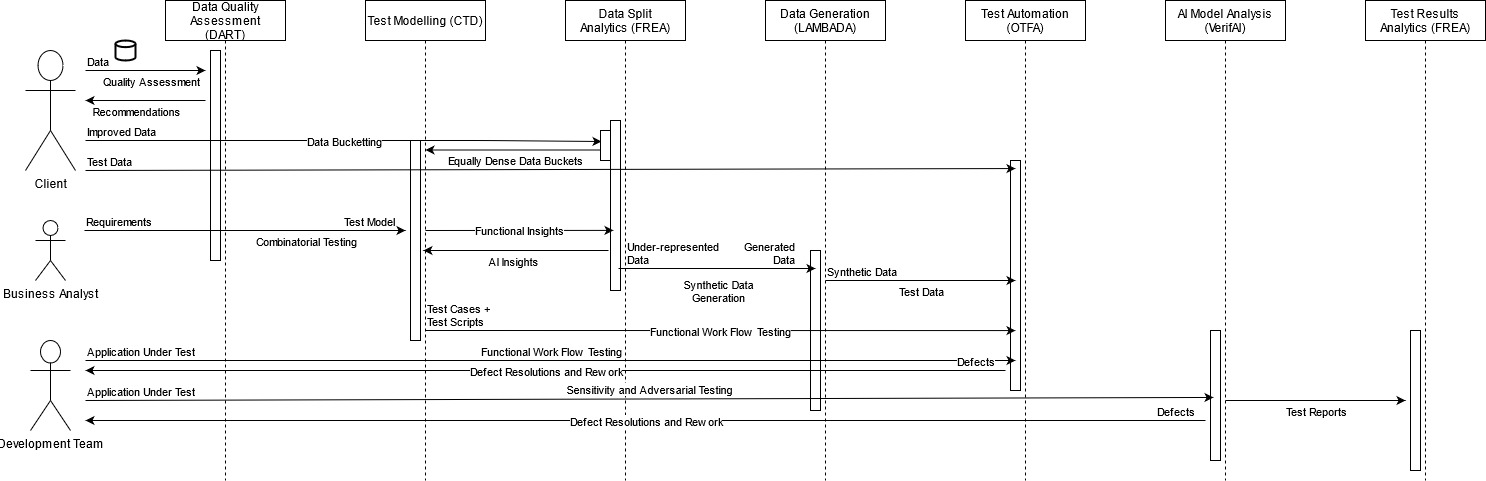 Data Quality
Assessment
(DART)
Test Modelling (CTD)
Data Split
Analytics (FREA)
Data Generation
(LAMBADA)
Test Automation
(OTFA)
AI Model Analysis
(VerifAI)
Test Results
Analytics (FREA)
Data
Quality Assessment
Recommendations
Improved Data
Data Bucketting
Equally Dense Data Buckets
Test Data
Client
Requirements
Test Model
Combinatorial Testing
Functional Insights
AI Insights
Under-represented
Data
Generated
Data
Synthetic Data
Generation
Synthetic Data
Test Data
Business Analyst
Test Cases +
Test Scripts
Functional Work Flow Testing
Application Under Test
Functional Work Flow Testing
Defects
Defect Resolutions and Rework
Application Under Test
Sensitivity and Adversarial Testing
Defects
Test Reports
Defect Resolutions and Rework
Development Team